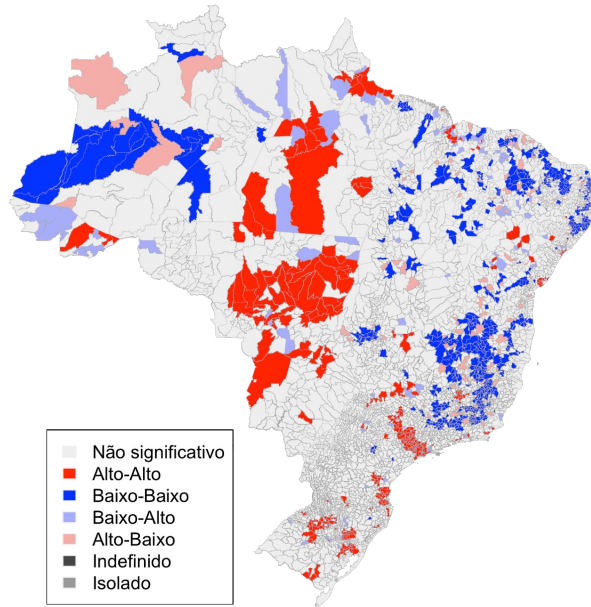 Não significativo
Alto-Alto
Baixo-Baixo
Baixo-Alto
Alto-Baixo
Indefinido
Isolado